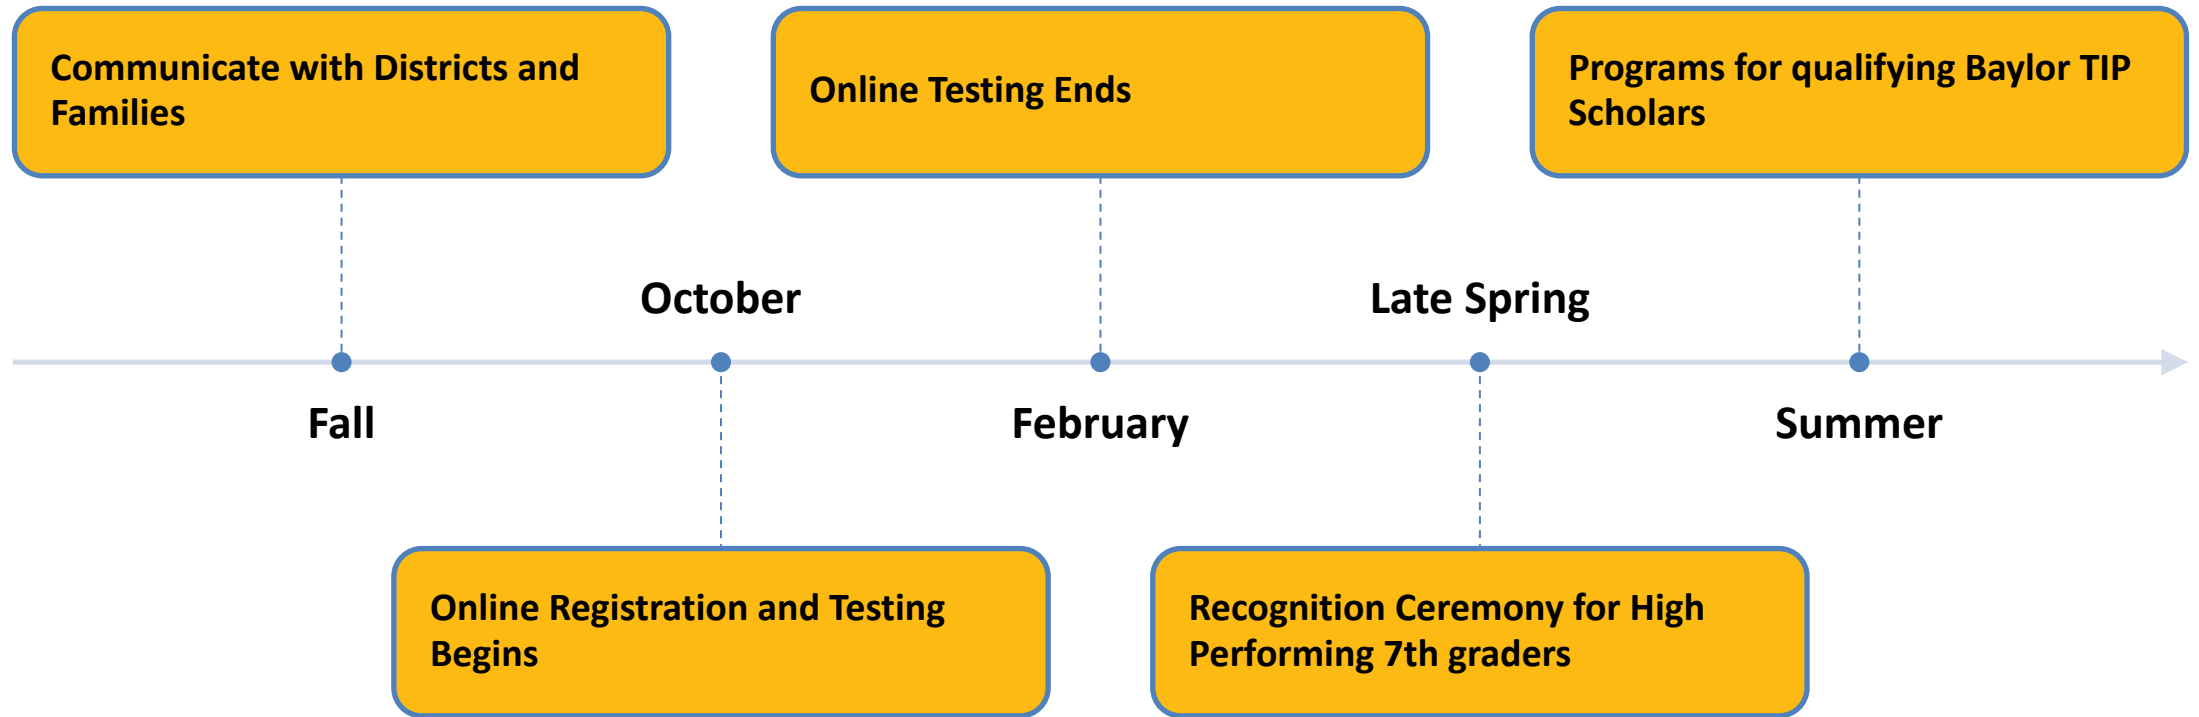 Communicate with Districts and
Families
Online Testing Ends
Programs for qualifying Baylor TIP
Scholars
October
Late Spring
Fall
February
Summer
Online Registration and Testing
Begins
Recognition Ceremony for High
Performing 7th graders